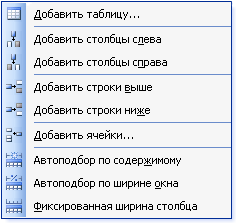 Добавить таблицу...
Добавить столбцы слева
Добавить столбцы справа
Добавить строки выше
Добавить строки ниже
Добавить ячейки...
Автоподбор по содержимому
Автоподбор по ширине окна
Фиксированная ширина столбца